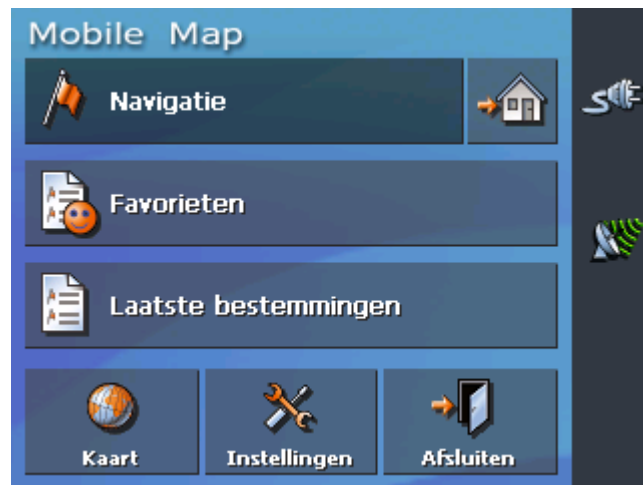 Mobile Map
Navigatie
Favorieten
Laatste bestemmingen
Kaart
Instellingen
Afsluiten